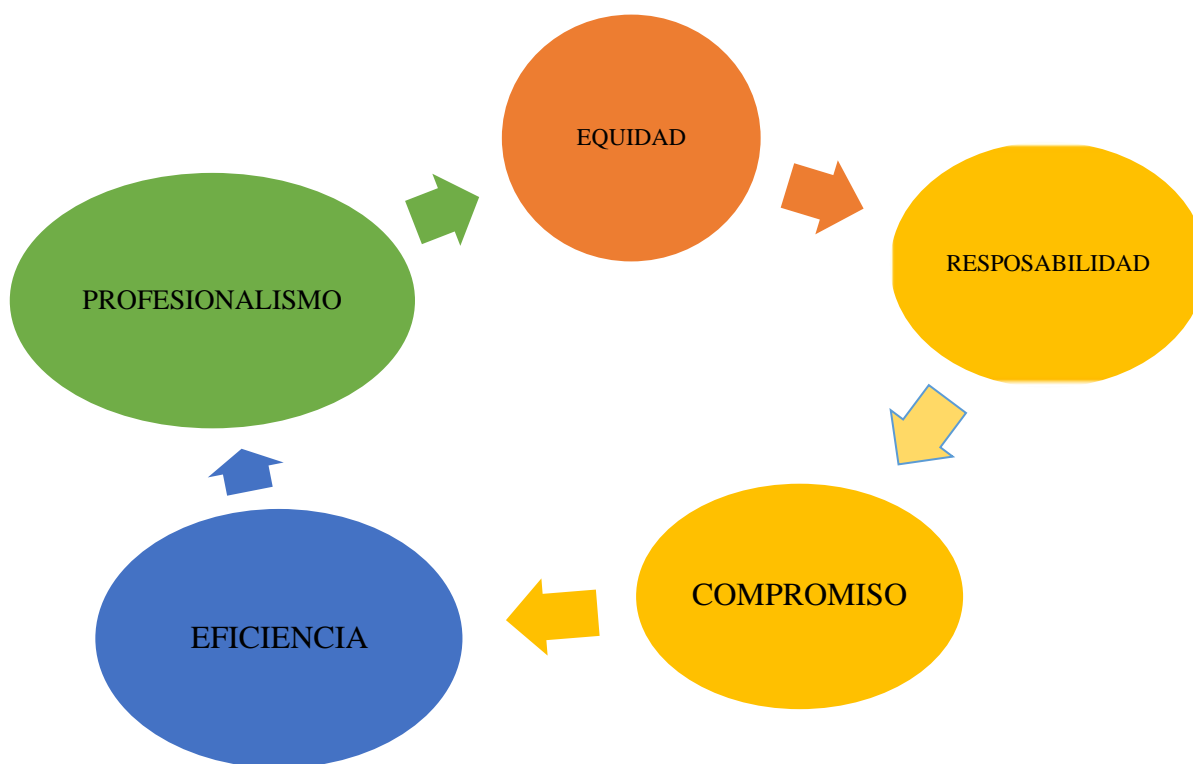 EQUIDAD
RESPOSABILIDAD
COMPROMISO
EFICIENCIA
PROFESIONALISMO